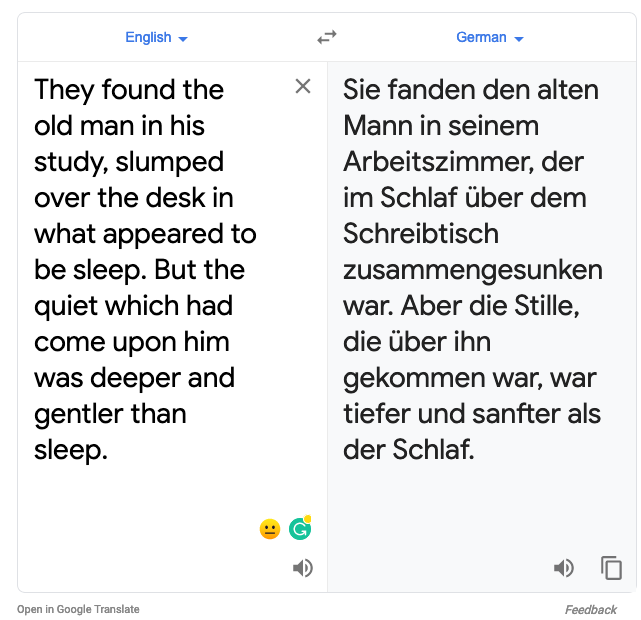 English
German
They found the
old man in his
study, slumped
over the desk in
what appeared to
be sleep. But the
quiet which had
come upon him
was deeper and
gentler than
sleep.
Sie fanden den alten
Mann in seinem
Arbeitszimmer, der
im Schlaf über dem
Schreibtisch
zusammengesunken
war. Aber die Stille,
die über ihn
gekommen war, war
tiefer und sanfter als
der Schlaf.
Open in Google Translate
Feedback